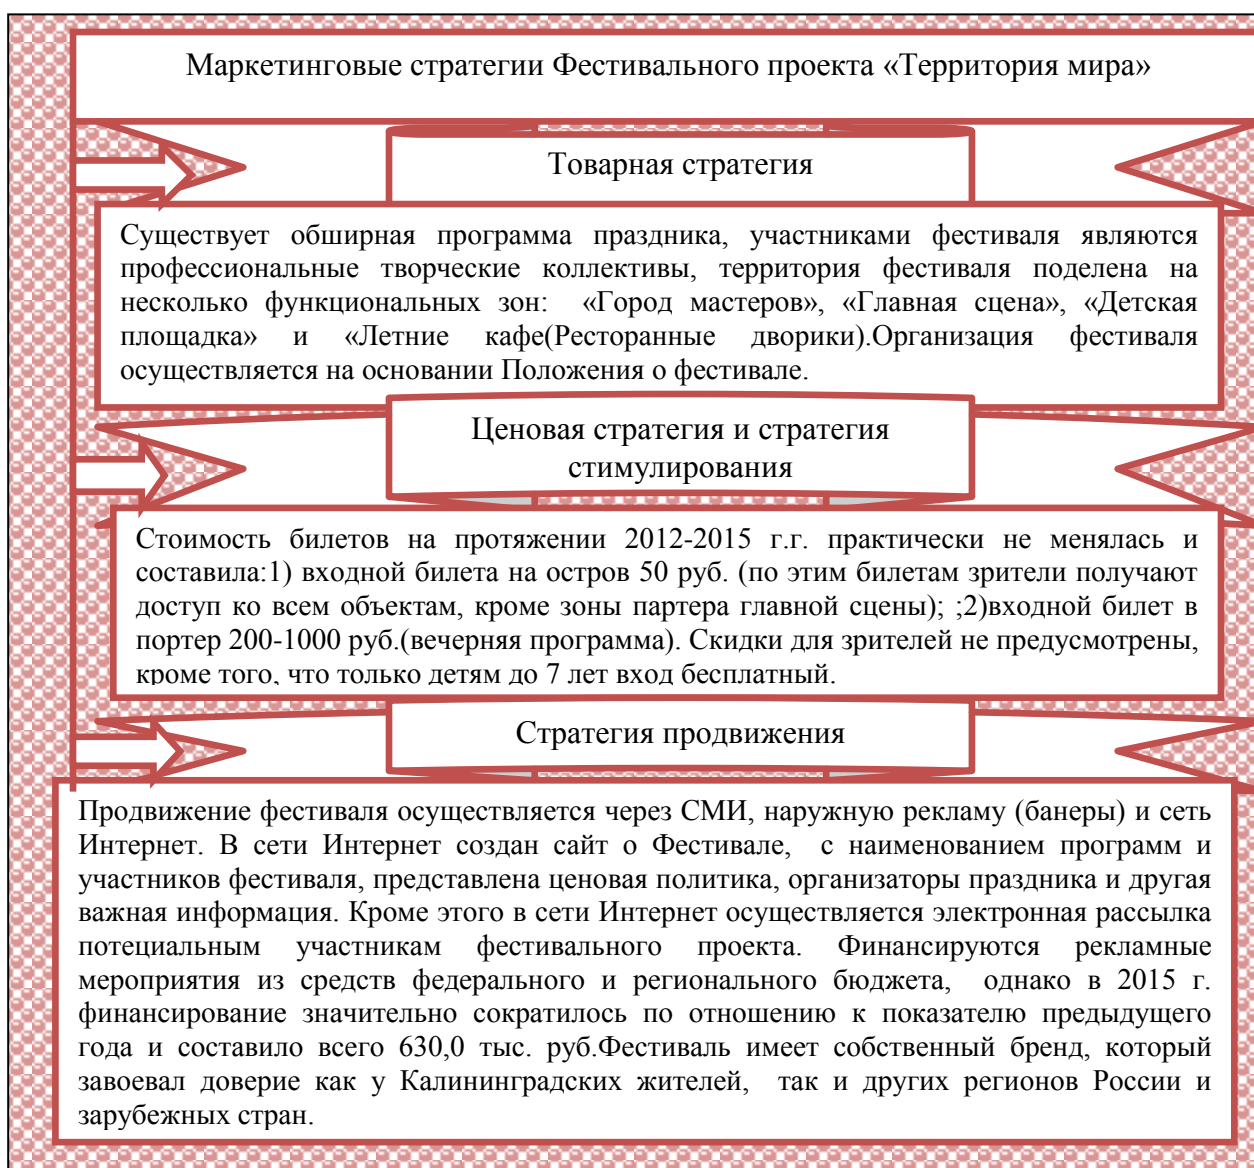 Маркетинговые стратегии Фестивального проекта «Территория мира»
Товарная стратегия
Существует обширная программа праздника, участниками фестиваля являются
профессиональные творческие коллективы, территория фестиваля поделена на
несколько функциональных зон: «Город мастеров», «Главная сцена», «Детская
площадка» и «Летние кафе(Ресторанные дворики).Организация фестиваля
осуществляется на основании Положения о фестивале.
Ценовая стратегия и стратегия
стимулирования
Стоимость билетов на протяжении 2012-2015 г.г. практически не менялась и
составила:1) входной билета на остров 50 руб. (по этим билетам зрители получают
доступ ко всем объектам, кроме зоны партера главной сцены); ;2)входной билет в
портер 200-1000 руб.(вечерняя программа). Скидки для зрителей не предусмотрены,
кроме того, что только детям до 7 лет вход бесплатный.
Стратегия продвижения
Продвижение фестиваля осуществляется через СМИ, наружную рекламу (банеры) и сеть
Интернет. В сети Интернет создан сайт о Фестивале, с наименованием программ и
участников фестиваля, представлена ценовая политика, организаторы праздника и другая
важная информация. Кроме этого в сети Интернет осуществляется электронная рассылка
потециальным участникам фестивального проекта. Финансируются рекламные
мероприятия из средств федерального и регионального бюджета, однако в 2015 г.
финансирование значительно сократилось по отношению к показателю предыдущего
года и составило всего 630,0 тыс. руб.Фестиваль имеет собственный бренд, который
завоевал доверие как у Калининградских жителей, так и других регионов России и
зарубежных стран.